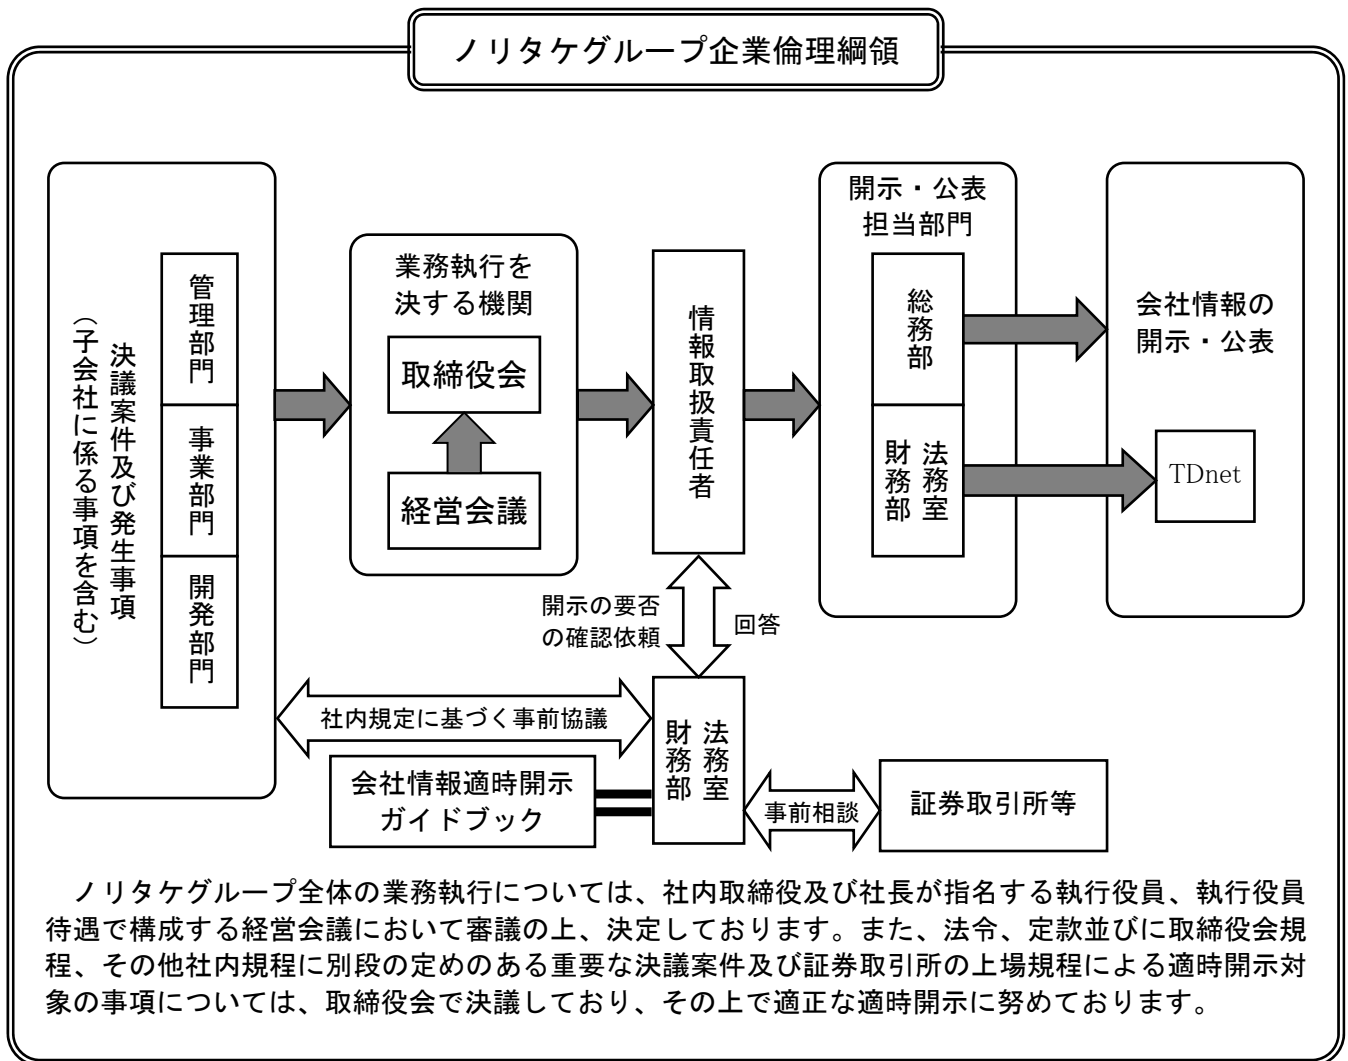 ノリタケグループ企業倫理綱領
決議案件及び発生事項
（子会社に係る事項を含む）
管理部門
事業部門
開発部門
業務執行を
決する機関
取締役会
経営会議
情報取扱責任者
開示・公表
担当部門
総務部
法務室
財務部
会社情報の
開示・公表
TDnet
開示の要否
の確認依頼
回答
社内規定に基づく事前協議
法務室
財務部
会社情報適時開示
ガイドブック
事前相談
証券取引所等
ノリタケグループ全体の業務執行については、社内取締役及び社長が指名する執行役員、執行役員
待遇で構成する経営会議において審議の上、決定しております。また、法令、定款並びに取締役会規
程、その他社内規程に別段の定めのある重要な決議案件及び証券取引所の上場規程による適時開示対
象の事項については、取締役会で決議しており、その上で適正な適時開示に努めております。